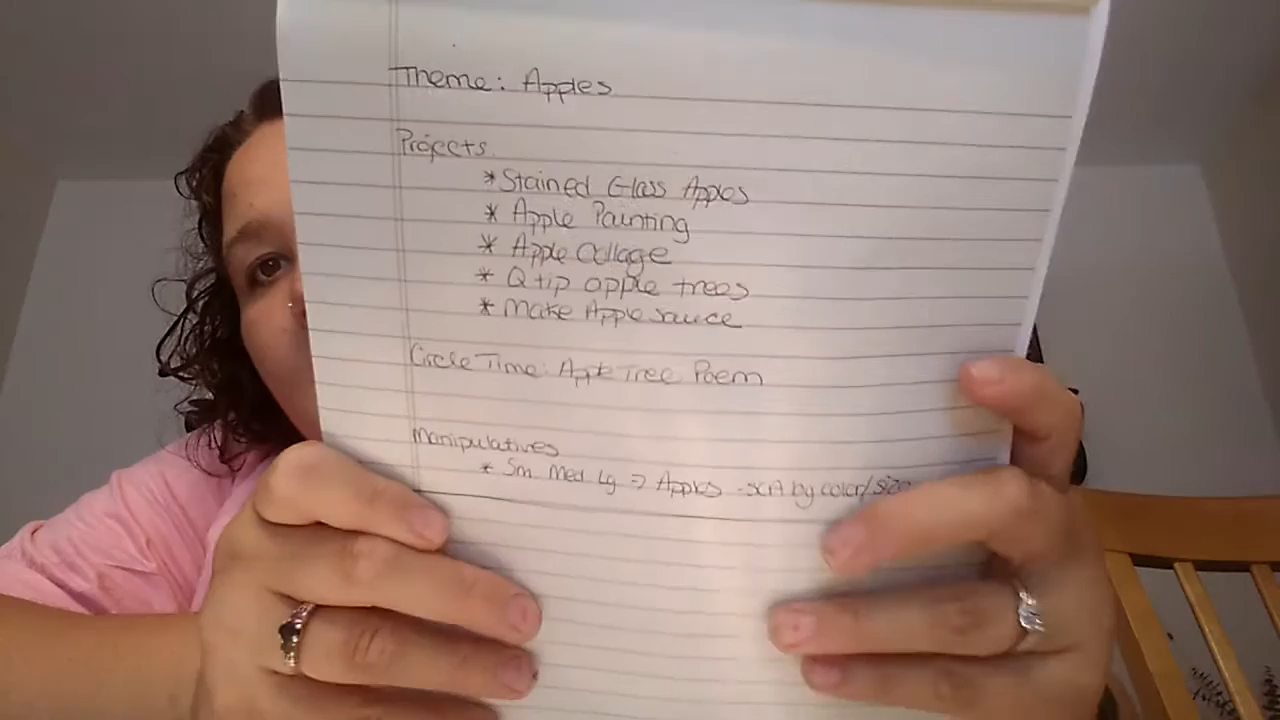 Theme: Apples
Projects
* Stained Glass Apples
* Apple Painting
* Apple Collage
* Q tip apple trees
* Make Apple sauce
Circle Time: Apple Tree Poem
Manipulatives
* Sm Med Lg => Apples - sort by color/size